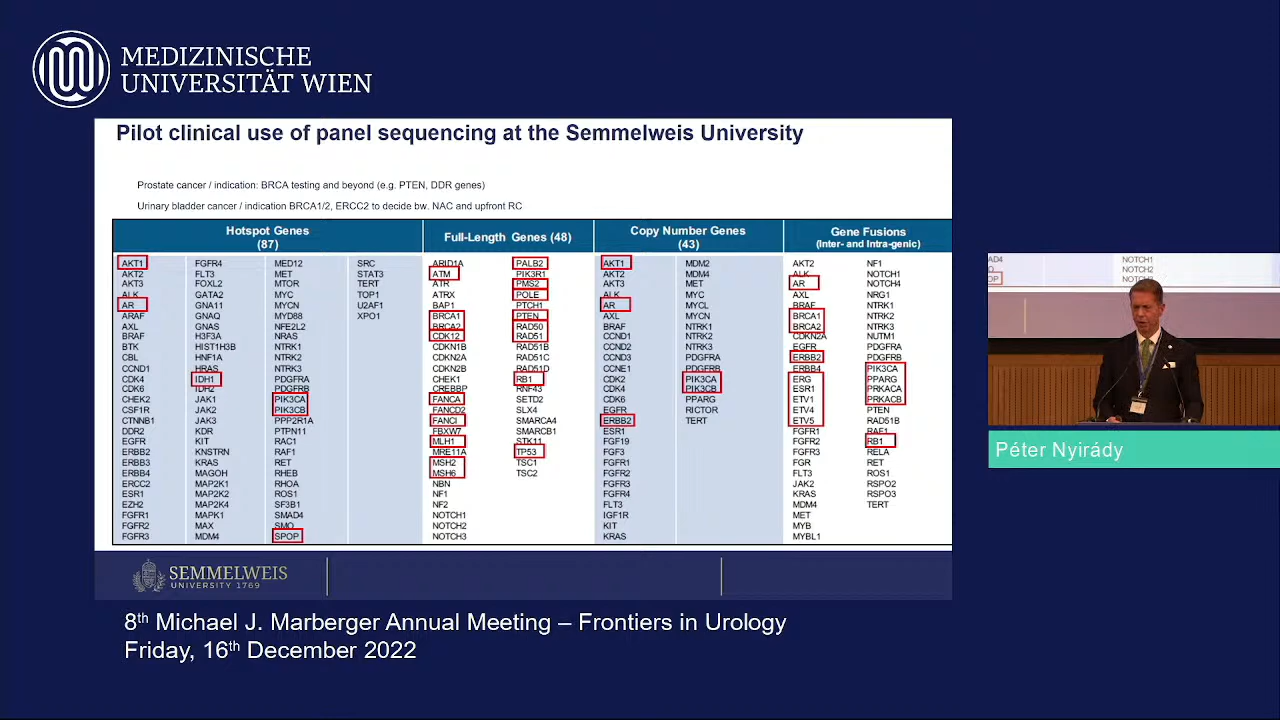 MEDIZINISCHE
UNIVERSITÄT WIEN
Pilot clinical use of panel sequencing at the Semmelweis University
Prostate cancer / indication: BRCA testing and beyond (e.g. PTEN, DDR genes)
Urinary bladder cancer / indication BRCA1/2, ERCC2 to decide bw. NAC and upfront RC
Hotspot Genes
(87)
AKT1
AKT2
AKT3
ALK
AR
ARAF
AXL
BRAF
BTK
CBL
CCND1
CDK4
CDK6
CHEK2
CSF1R
CTNNB1
DDR2
EGFR
ERBB2
ERBB3
ERBB4
ERCC2
ESR1
EZH2
FGFR1
FGFR2
FGFR3
FGFR4
FLT3
FOXL2
GATA2
GNA11
GNAQ
GNAS
H3F3A
HIST1H3B
HNF1A
HRAS
IDH1
IDH2
JAK1
JAK2
JAK3
KDR
KIT
KNSTRN
KRAS
MAGOH
MAP2K1
MAP2K2
MAP2K4
MAPK1
MAX
MDM4
MED12
MET
MTOR
MYC
MYCN
MYD88
NFE2L2
NRAS
NTRK1
NTRK2
NTRK3
PDGFRA
PDGFRB
PIK3CA
PIK3CB
PPP2R1A
PTPN11
RAC1
RAF1
RET
RHEB
RHOA
ROS1
SF3B1
SMAD4
SMO
SPOP
SRC
STAT3
TERT
TOP1
U2AF1
XPO1
Full-Length Genes (48)
ARID1A
ATM
ATR
ATRX
BAP1
BRCA1
BRCA2
CDK12
CDKN1B
CDKN2A
CDKN2B
CHEK1
CREBBP
FANCA
FANCD2
FANCI
FBXW7
MLH1
MRE11A
MSH2
MSH6
NBN
NF1
NF2
NOTCH1
NOTCH2
NOTCH3
PALB2
PIK3R1
PMS2
POLE
PTCH1
PTEN
RAD50
RAD51
RAD51B
RAD51C
RAD51D
RB1
RNF43
SETD2
SLX4
SMARCA4
SMARCB1
STK11
TP53
TSC1
TSC2
Copy Number Genes
(43)
AKT1
AKT2
AKT3
ALK
AR
AXL
BRAF
CCND1
CCND2
CCND3
CCNE1
CDK2
CDK4
CDK6
EGFR
ERBB2
ESR1
FGF19
FGF3
FGFR1
FGFR2
FGFR3
FGFR4
FLT3
IGF1R
KIT
KRAS
MDM2
MDM4
MET
MYC
MYCL
MYCN
NTRK1
NTRK2
NTRK3
PDGFRA
PDGFRB
PIK3CA
PIK3CB
PPARG
RICTOR
TERT
Gene Fusions
(Inter- and Intra-genic)
AKT2
ALK
AR
AXL
BRAF
BRCA1
BRCA2
CDKN2A
EGFR
ERBB2
ERBB4
ERG
ESR1
ETV1
ETV4
ETV5
FGFR1
FGFR2
FGFR3
FGR
FLT3
JAK2
KRAS
MDM4
MET
MYB
MYBL1
NF1
NOTCH1
NOTCH4
NRG1
NTRK1
NTRK2
NTRK3
NUTM1
PDGFRA
PDGFRB
PIK3CA
PPARG
PRKACA
PRKACB
PTEN
RAD51B
RAF1
RB1
RELA
RET
ROS1
RSPO2
RSPO3
TERT
SEMMELWEIS
UNIVERSITY 1769
NOTCH1
NOTCH2
NOTCH3
Péter Nyirády
8th Michael J. Marberger Annual Meeting – Frontiers in Urology
Friday, 16th December 2022